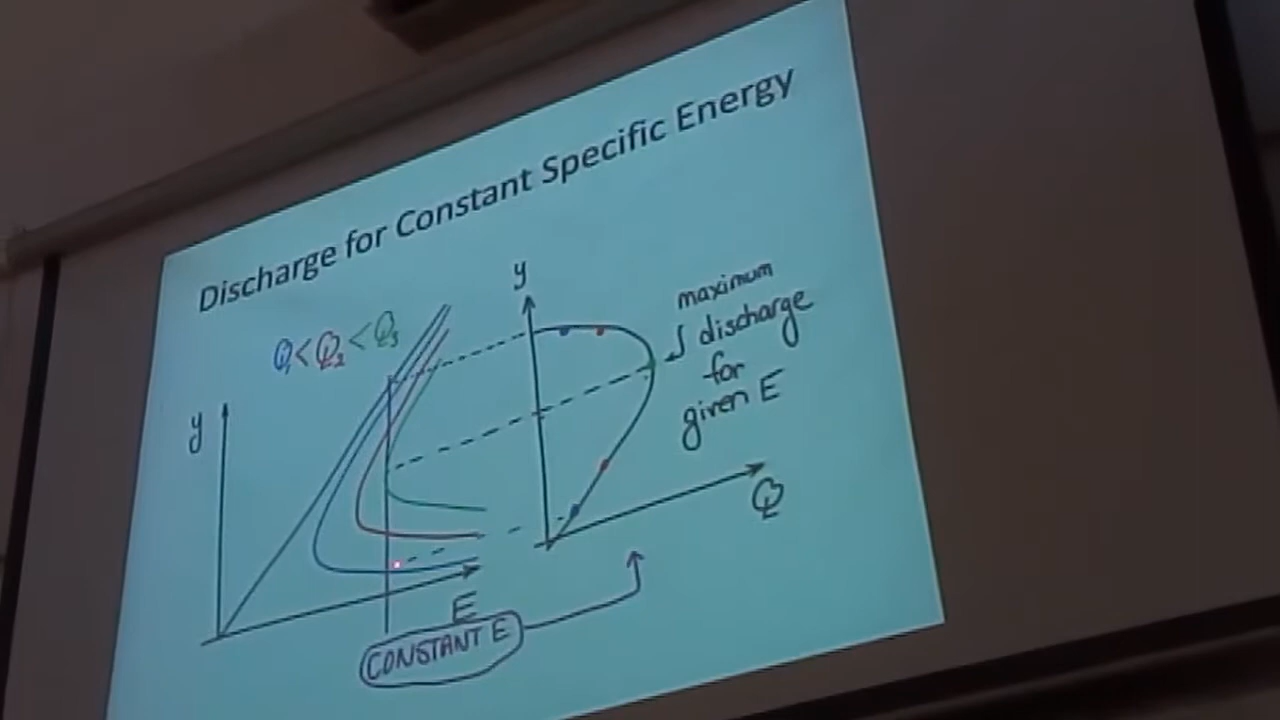 Discharge for Constant Specific Energy
Q₁<Q₂<Q₃
y
E
CONSTANT E
y
maximum
discharge
for
given E
Q